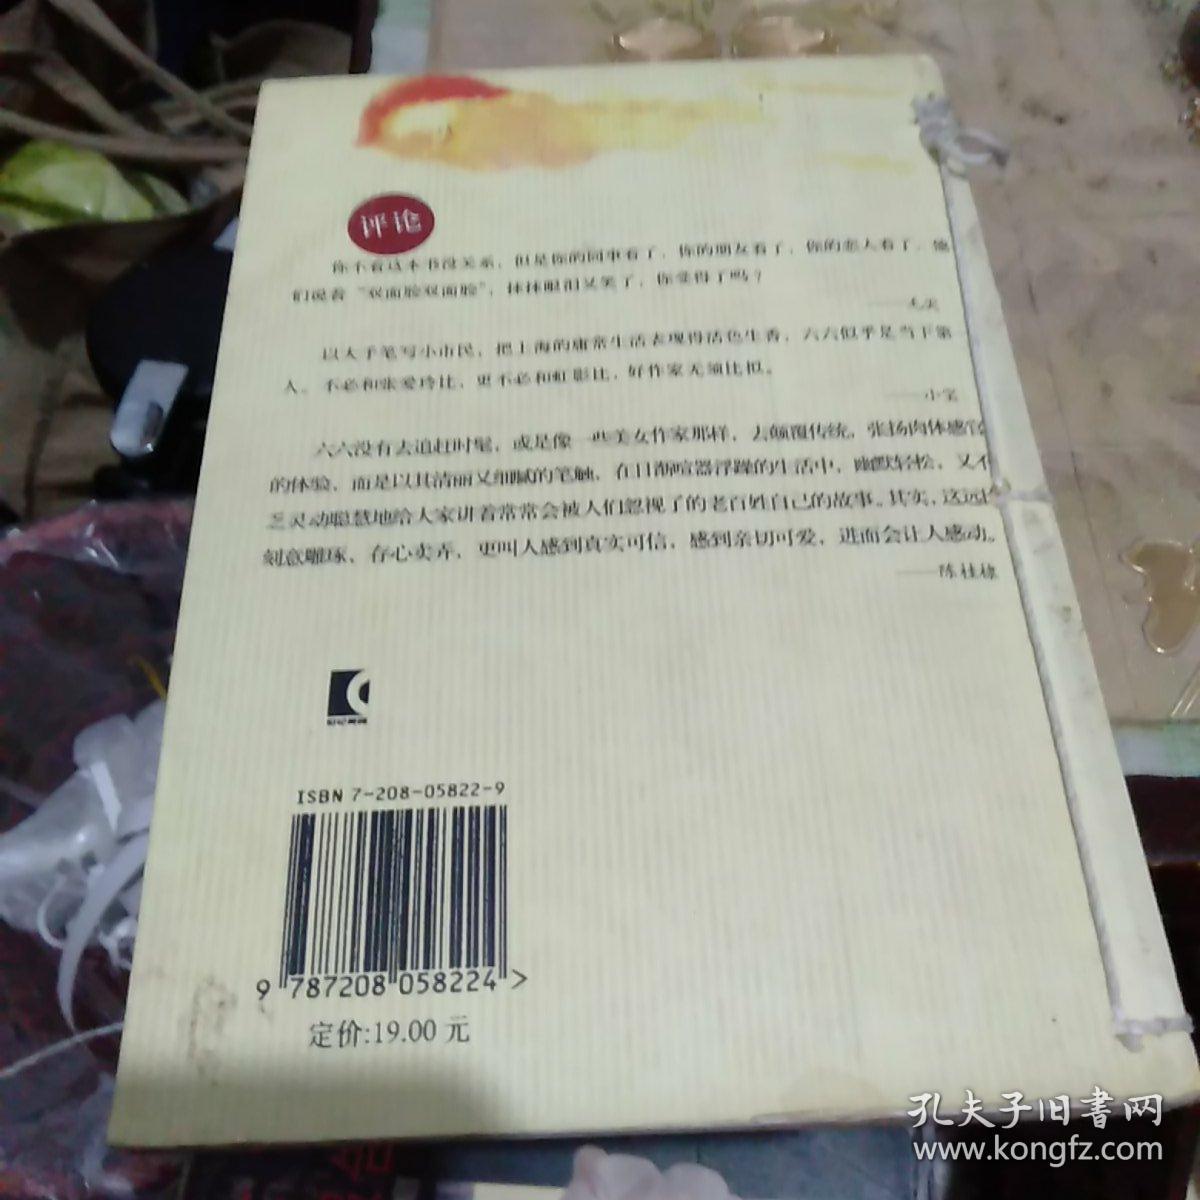 评论
你不看这本书没关系，但是你的同事看了，你的朋友看了，你的恋人看了，他
们说着“双面胶双面胶”，抹抹眼泪又笑了，你受得了吗？
——毛尖
以大手笔写小市民，把上海的庸常生活表现得活色生香，六六似乎是当下第一
人。不必和张爱玲比，更不必和虹影比，好作家无须比拟。
——小宝
六六没有去追赶时髦，或是像一些美女作家那样，去颠覆传统，张扬肉体感官
的体验，而是以其清丽又细腻的笔触，在日渐喧嚣浮躁的生活中，幽默轻松，又不
乏灵动聪慧地给大家讲着常常会被人们忽视了的老百姓自己的故事。其实，这远
刻意雕琢，存心卖弄，更叫人感到真实可信，感到亲切可爱，进而会让人感动。
——陈桂棣
ISBN 7-208-05822-9
9 787208 058224 >
定价:19.00 元
孔夫子旧书网
www.kongfz.com